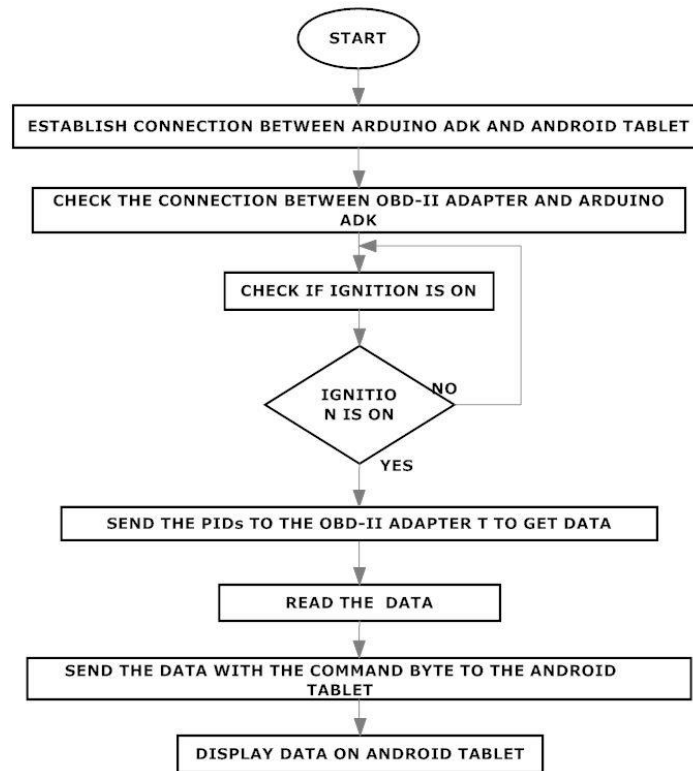 START
ESTABLISH CONNECTION BETWEEN ARDUINO ADK AND ANDROID TABLET
CHECK THE CONNECTION BETWEEN OBD-II ADAPTER AND ARDUINO
ADK
CHECK IF IGNITION IS ON
IGNITIO
N IS ON
NO
YES
SEND THE PIDs TO THE OBD-II ADAPTER T TO GET DATA
READ THE DATA
SEND THE DATA WITH THE COMMAND BYTE TO THE ANDROID
TABLET
DISPLAY DATA ON ANDROID TABLET